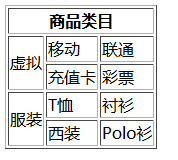 商品类目
虚拟 移动 联通
充值卡 彩票
服装 T恤 衬衫
西装 Polo衫